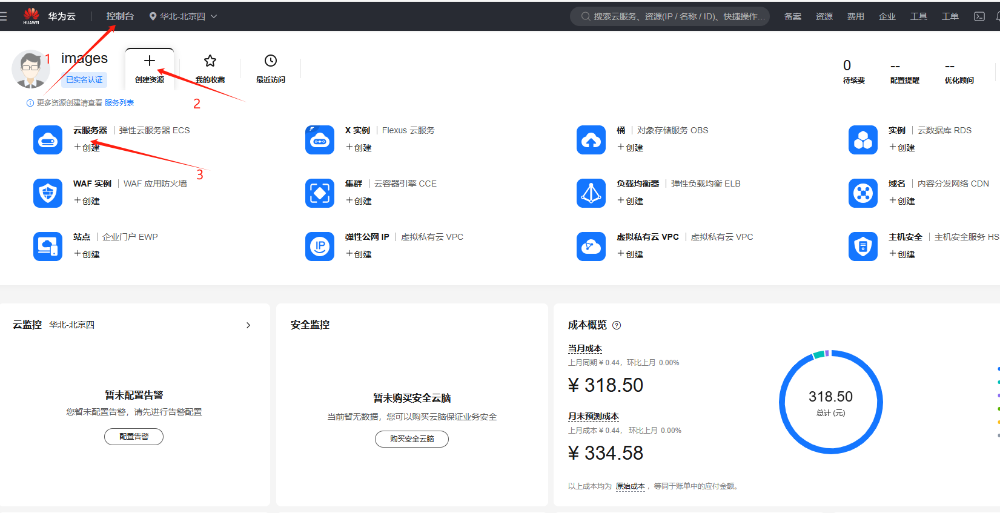 HUAWEI
华为云
控制台
华北-北京四
搜索云服务、资源(IP / 名称 / ID)、快捷操作...
备案
资源
费用
企业
工具
工单
1
images
已实名认证
创建资源
我的收藏
最近访问
0
待续费
--
配置提醒
--
优化顾问
2
更多资源创建请查看 服务列表
云服务器 | 弹性云服务器 ECS
+创建
X 实例 | Flexus 云服务
+创建
桶 | 对象存储服务 OBS
+创建
实例 | 云数据库 RDS
+创建
3
WAF 实例 | WAF 应用防火墙
+创建
集群 | 云容器引擎 CCE
+创建
负载均衡器 | 弹性负载均衡 ELB
+创建
域名 | 内容分发网络 CDN
+创建
站点 | 企业门户 EWP
+创建
IP
弹性公网 IP | 虚拟私有云 VPC
+创建
虚拟私有云 VPC | 虚拟私有云 VPC
+创建
主机安全 | 主机安全服务 HS
+创建
云监控 华北-北京四
暂未配置告警
您暂未配置告警，请先进行告警配置
配置告警
安全监控
暂未购买安全云脑
当前暂无数据，您可以购买云脑保证业务安全
购买安全云脑
成本概览
当月成本
上月同期 ¥ 0.44，环比上月 0.00%
¥ 318.50
月末预测成本
上月成本 ¥ 0.44， 环比上月 0.00%
¥ 334.58
以上成本均为 原始成本 ，等同于账单中的应付金额。
318.50
总计 (元)